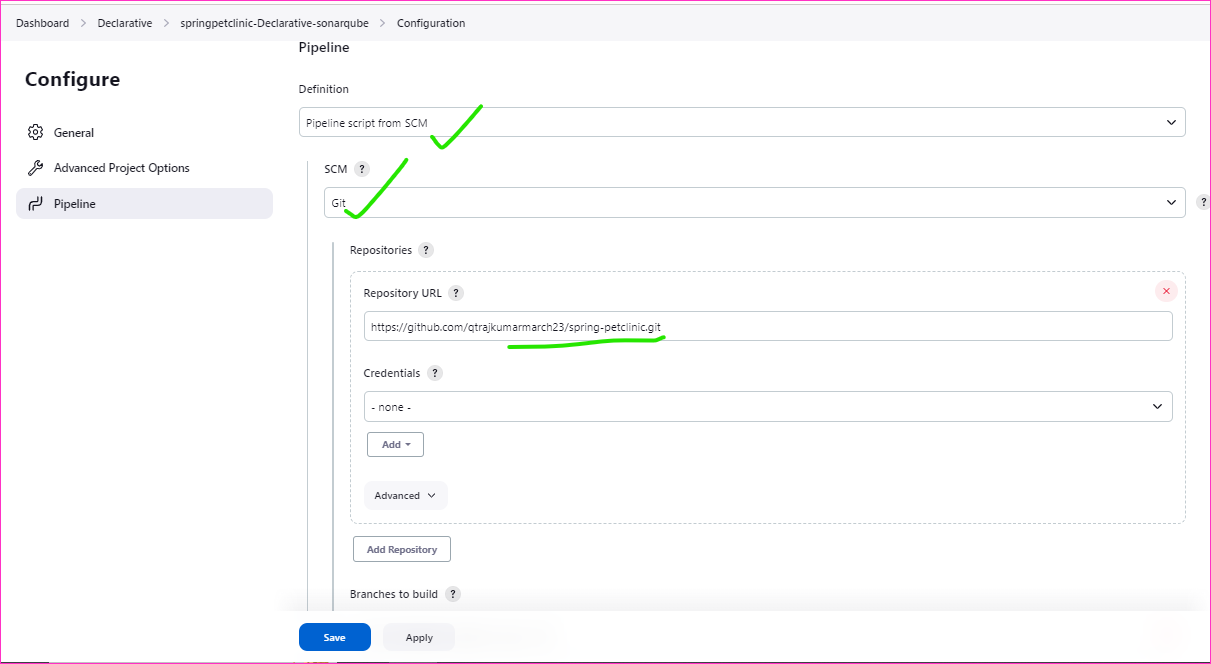 Dashboard > Declarative > springpetclinic-Declarative-sonarqube > Configuration
Configure
General
Advanced Project Options
Pipeline
Pipeline
Definition
Pipeline script from SCM
SCM ?
Git
?
Repositories ?
Repository URL ?
https://github.com/qtrajkumarmarch23/spring-petclinic.git
Credentials ?
- none -
Add
Advanced
Add Repository
Branches to build ?
Save Apply